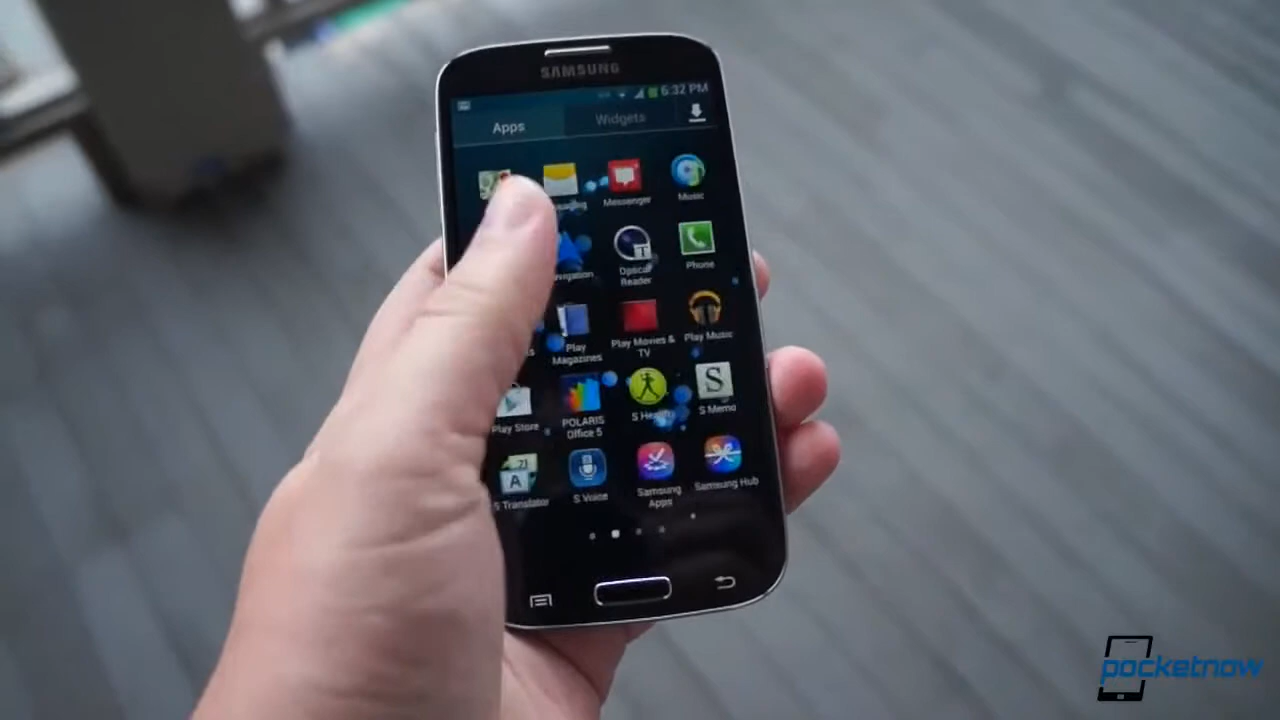 SAMSUNG
6:32 PM
Apps
Widgets
Messenger
Music
Optical
Reader
Phone
Play
Magazines
Play Movies &
TV
Play Music
Play Store
POLARIS
Office 5
S Memo
S Translator
S Voice
Samsung
Apps
Samsung Hub
pocketnow